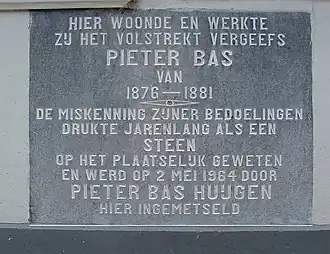 HIER WOONDE EN WERKTE
ZIJ HET VOLSTREKT VERGEEFS
PIETER BAS
VAN
1876 — 1881
DE MISKENNING ZIJNER BEDOELINGEN
DRUKTE JARENLANG ALS EEN
STEEN
OP HET PLAATSELIJK GEWETEN
EN WERD OP 2 MEI 1964 DOOR
PIETER BAS HUIJGEN
HIER INGEMETSELD